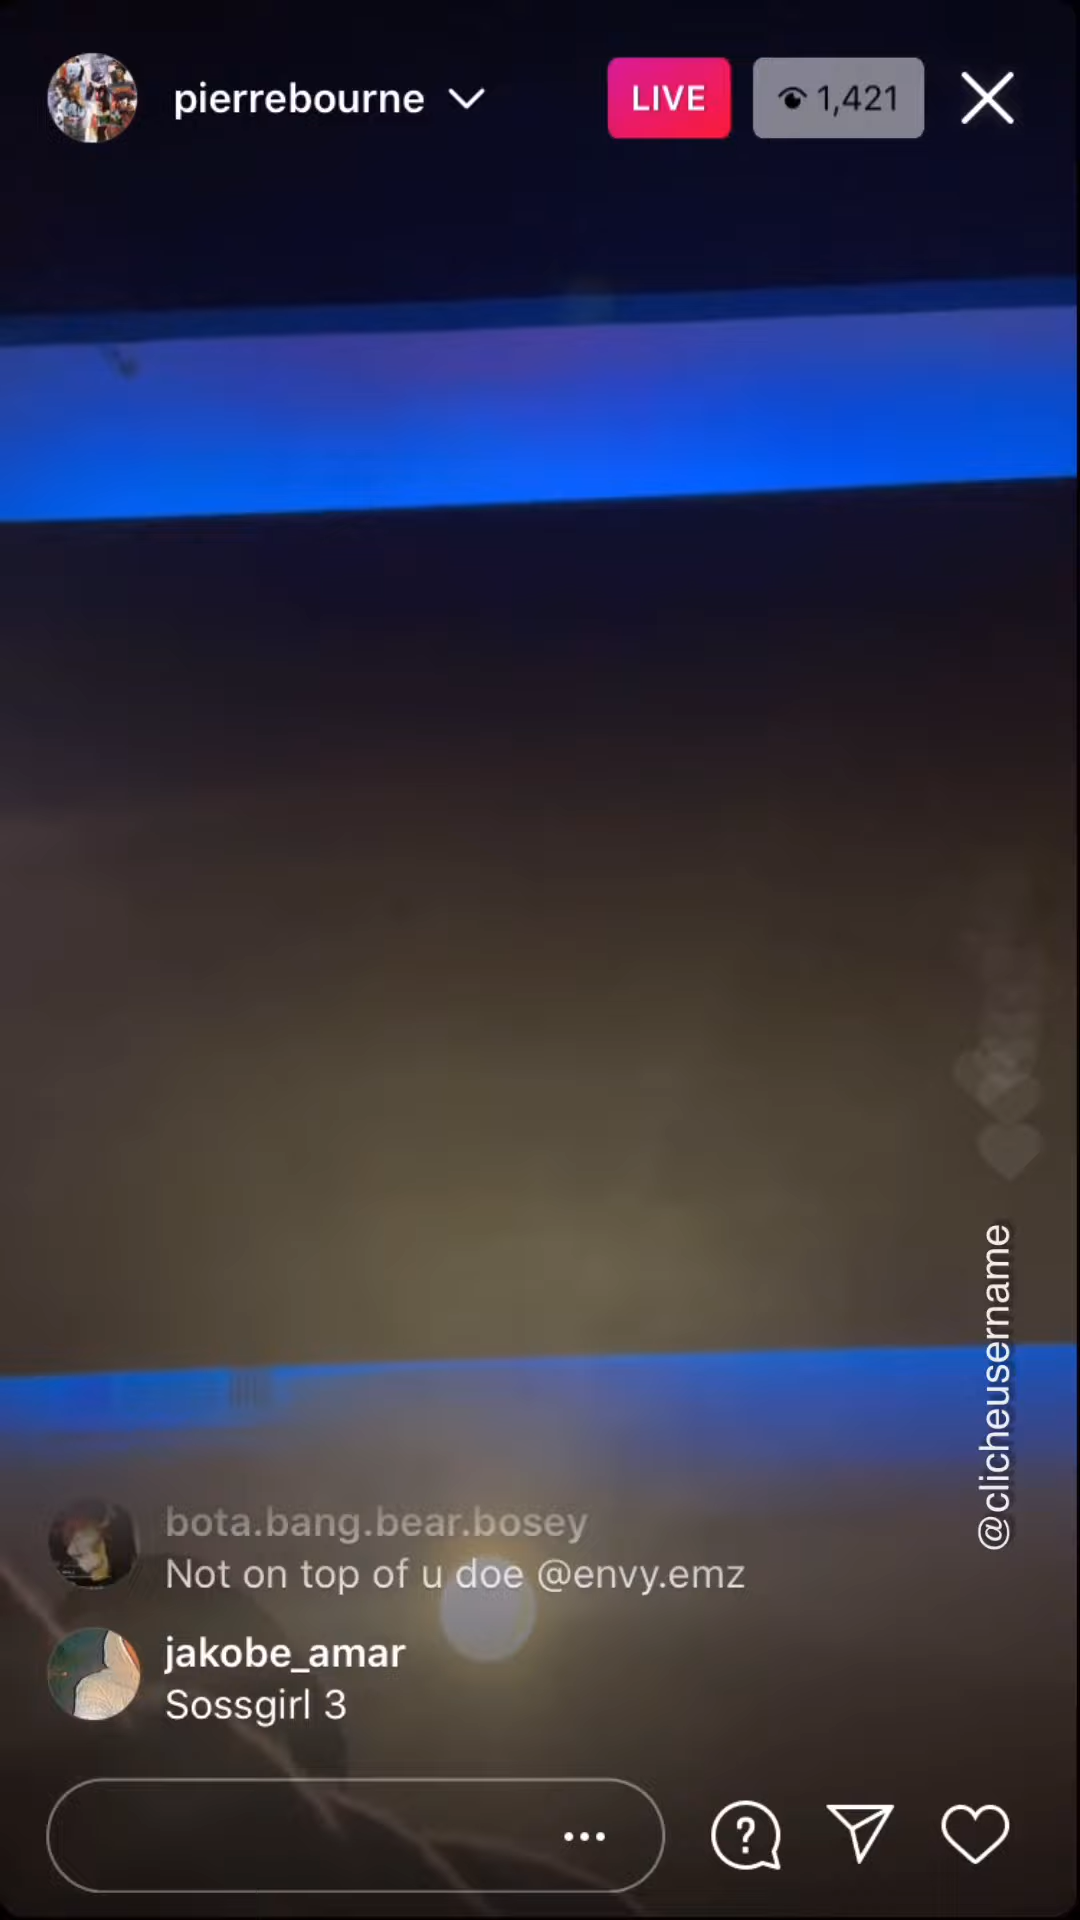 pierrebourne
LIVE
1,421
@clicheusername
bota.bang.bear.bosey
Not on top of u doe @envy.emz
jakobe_amar
Sossgirl 3